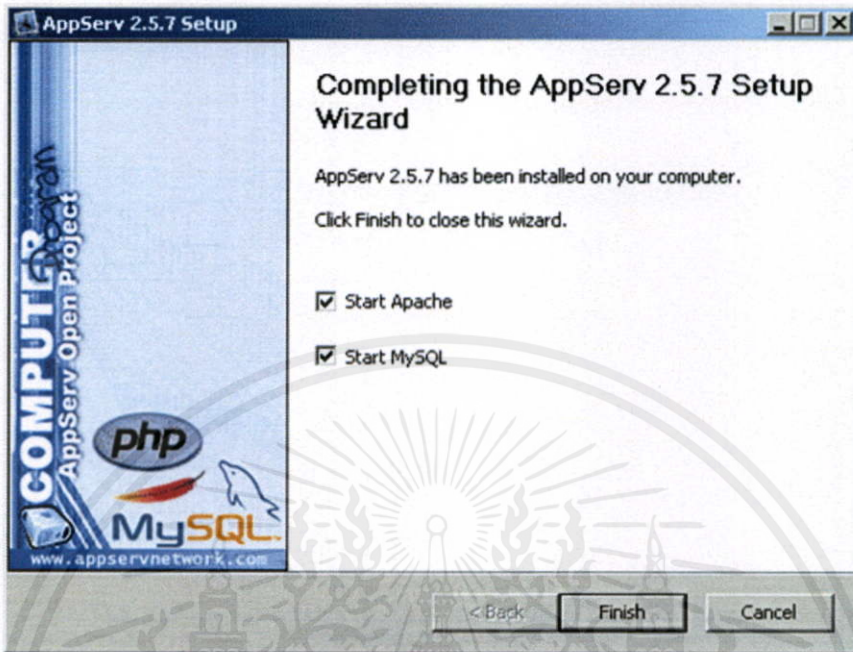 AppServ 2.5.7 Setup
Completing the AppServ 2.5.7 Setup
Wizard
AppServ 2.5.7 has been installed on your computer.
Click Finish to close this wizard.
Start Apache
Start MySQL
COMPUTER
Program
AppServ Open Project
php
MySQL
www.appservnetwork.com
< Back
Finish
Cancel